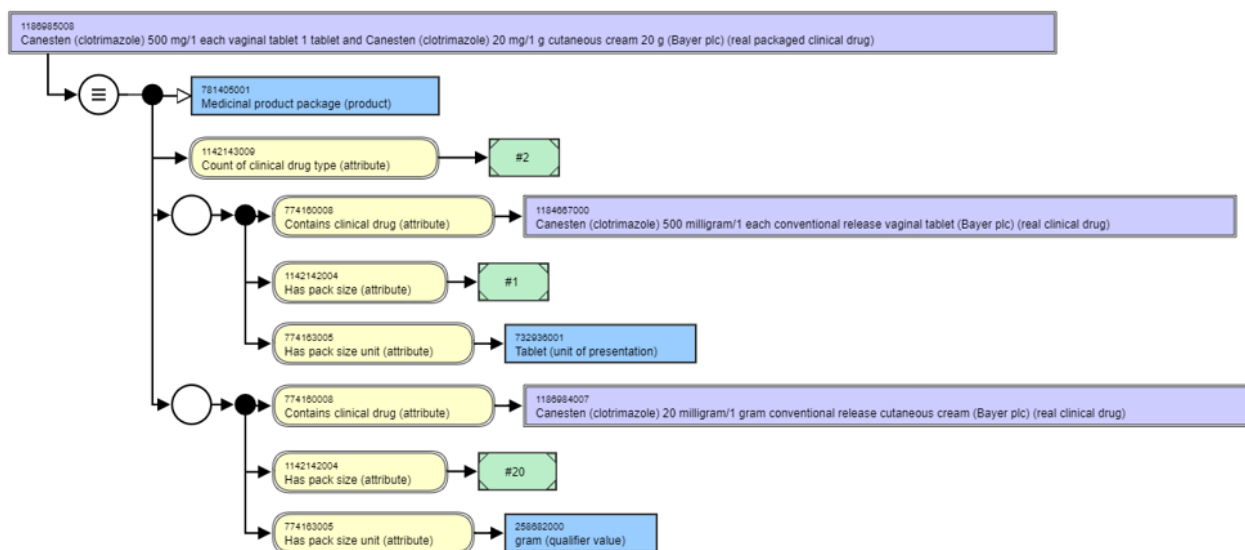 1186985008
Canesten (clotrimazole) 500 mg/1 each vaginal tablet 1 tablet and Canesten (clotrimazole) 20 mg/1 g cutaneous cream 20 g (Bayer plc) (real packaged clinical drug)
781405001
Medicinal product package (product)
1142143009
Count of clinical drug type (attribute)
#2
774160008
Contains clinical drug (attribute)
1184667000
Canesten (clotrimazole) 500 milligram/1 each conventional release vaginal tablet (Bayer plc) (real clinical drug)
1142142004
Has pack size (attribute)
#1
774163005
Has pack size unit (attribute)
732936001
Tablet (unit of presentation)
774160008
Contains clinical drug (attribute)
1186984007
Canesten (clotrimazole) 20 milligram/1 gram conventional release cutaneous cream (Bayer plc) (real clinical drug)
1142142004
Has pack size (attribute)
#20
774163005
Has pack size unit (attribute)
258682000
gram (qualifier value)